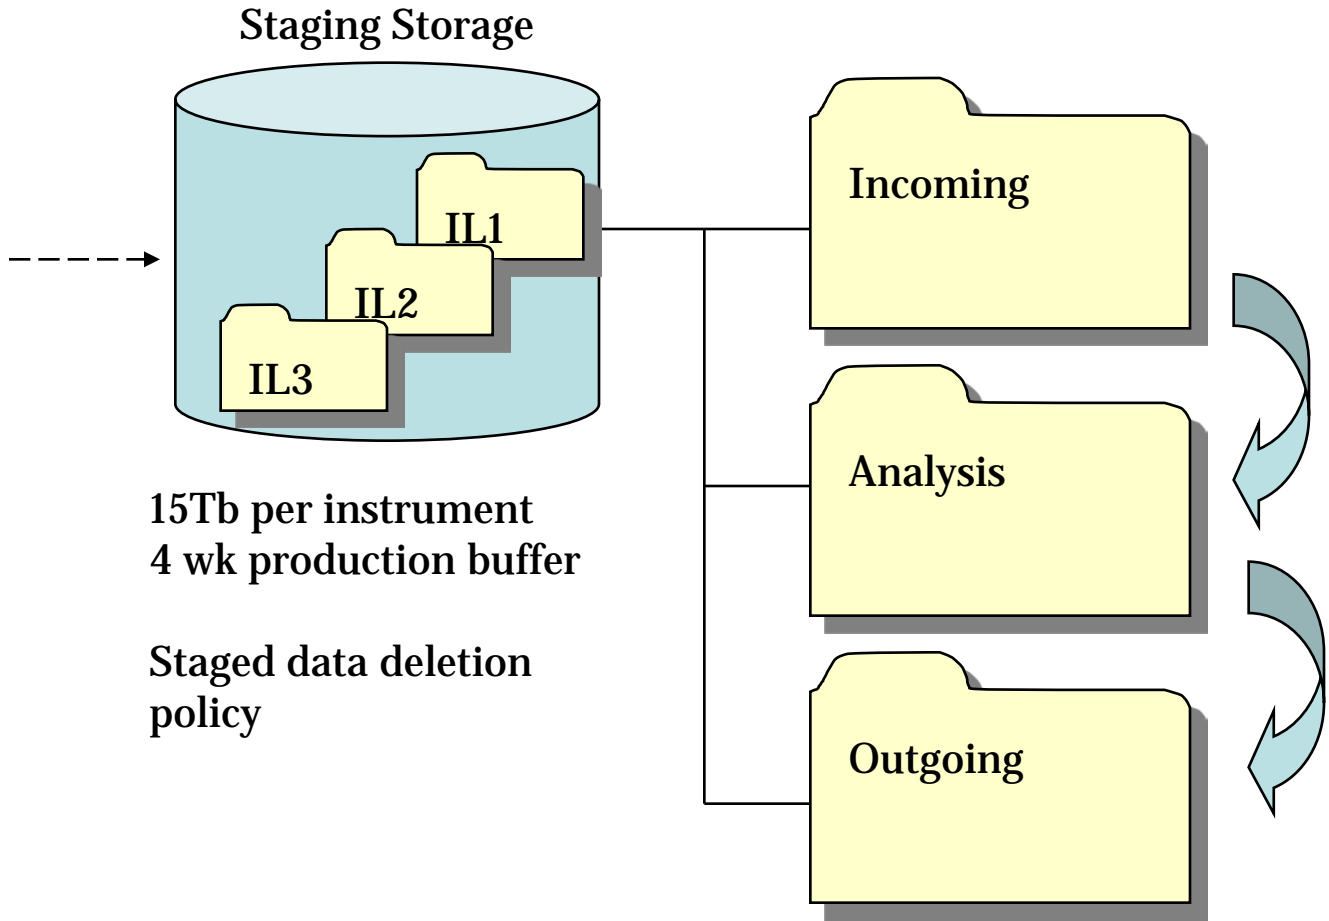 Staging Storage
IL1
IL2
IL3
15Tb per instrument
4 wk production buffer
Staged data deletion
policy
Incoming
Analysis
Outgoing